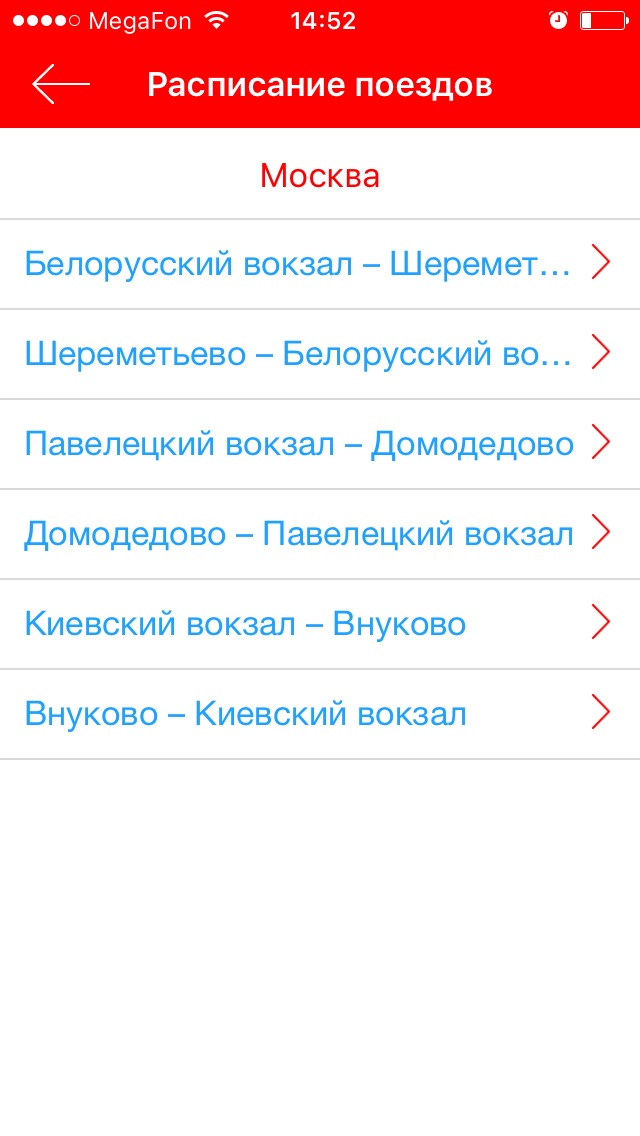 MegaFon 14:52
Расписание поездов
Москва
Белорусский вокзал – Шеремет...
Шереметьево – Белорусский во...
Павелецкий вокзал – Домодедово
Домодедово – Павелецкий вокзал
Киевский вокзал – Внуково
Внуково – Киевский вокзал